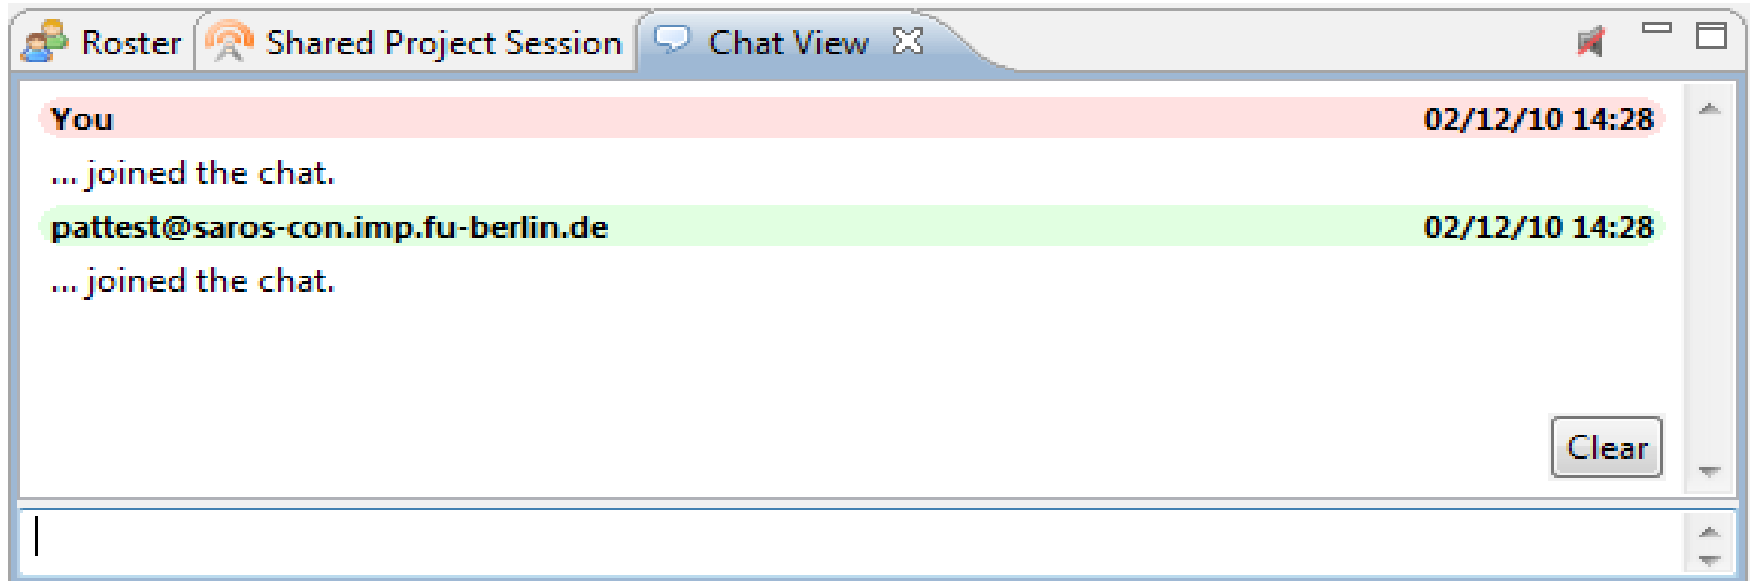 Roster Shared Project Session Chat View
You 02/12/10 14:28
... joined the chat.
pattest@saros-con.imp.fu-berlin.de 02/12/10 14:28
... joined the chat.
Clear